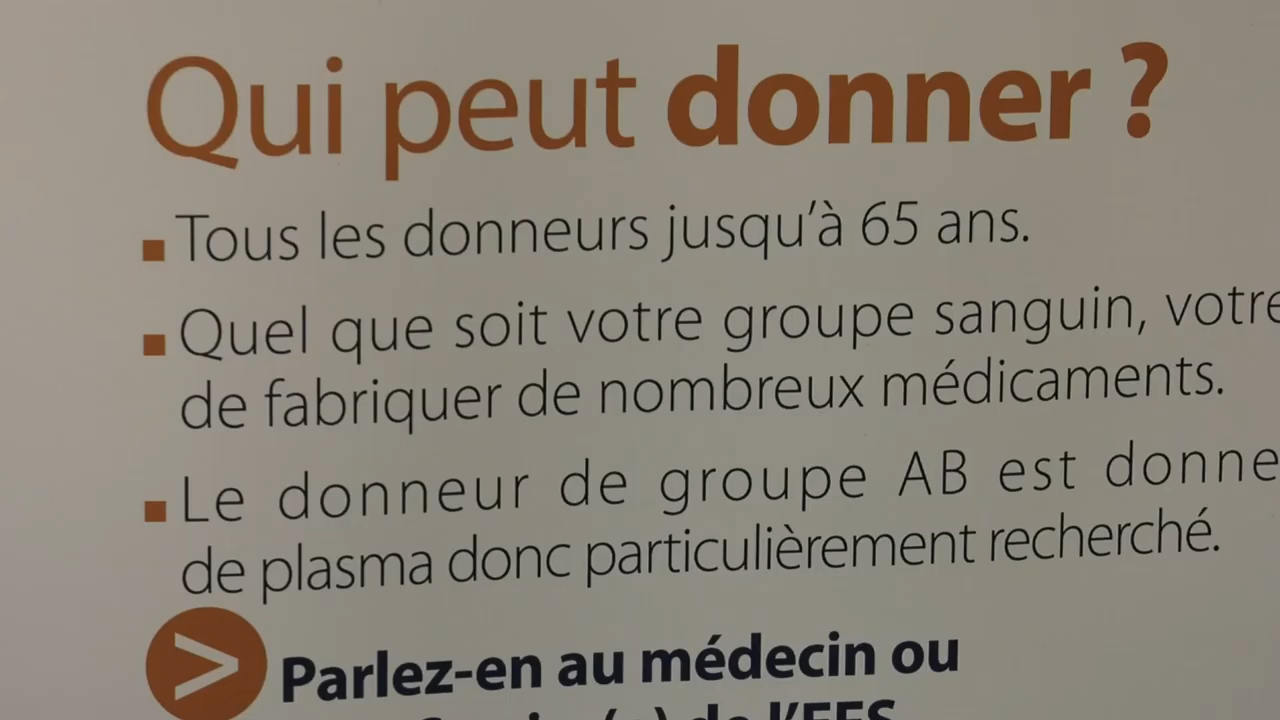 Qui peut donner ?
Tous les donneurs jusqu'à 65 ans.
Quel que soit votre groupe sanguin, votre
de fabriquer de nombreux médicaments.
Le donneur de groupe AB est donne
de plasma donc particulièrement recherché.
> Parlez-en au médecin ou
(e) de l'EFS